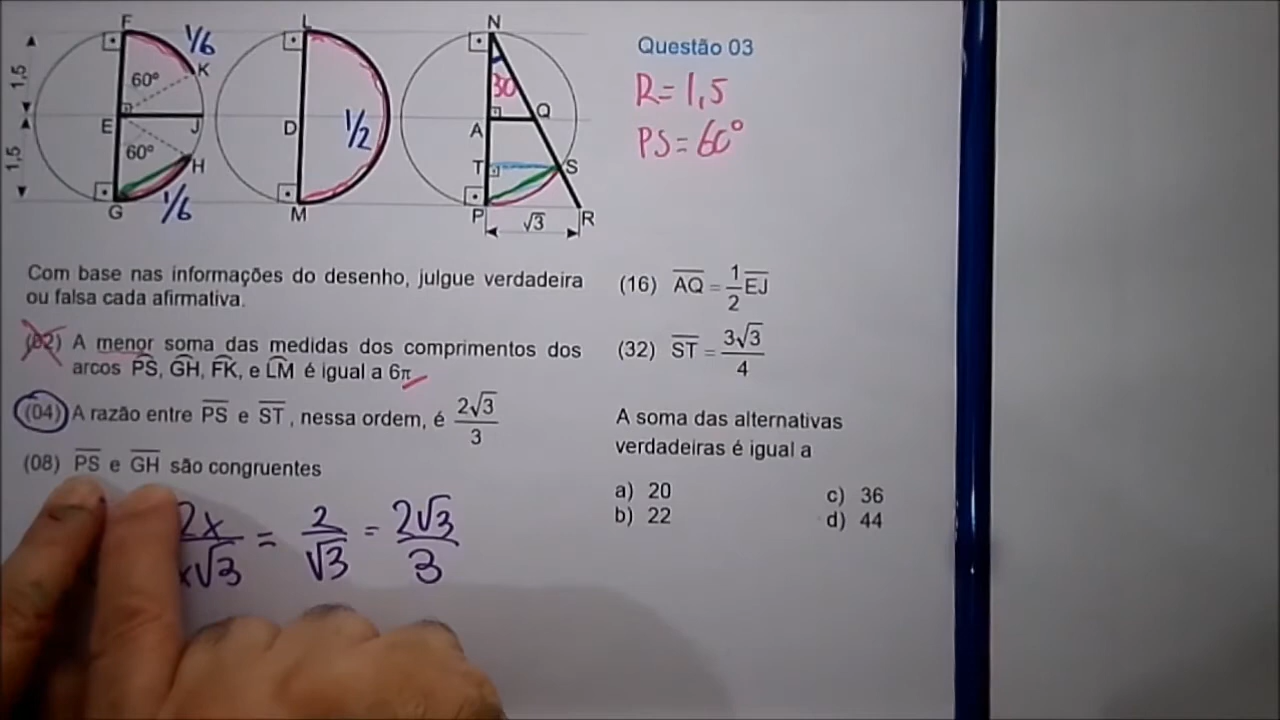 F
1/6
K
60º
1,5
E
J
1,5
60º
H
G
1/6
L
D
1/2
M
N
30
Q
A
T
S
P
R
√3
Questão 03
R = 1,5
PS = 60°
Com base nas informações do desenho, julgue verdadeira
ou falsa cada afirmativa.
(02) A menor soma das medidas dos comprimentos dos
arcos PS, GH, FK, e LM é igual a 6π
(04) A razão entre PS e ST, nessa ordem, é 2√3/3
(08) PS e GH são congruentes
2x/x√3 = 2/√3 = 2√3/3
(16) AQ = 1/2 EJ
(32) ST = 3√3/4
A soma das alternativas
verdadeiras é igual a
a) 20
b) 22
c) 36
d) 44